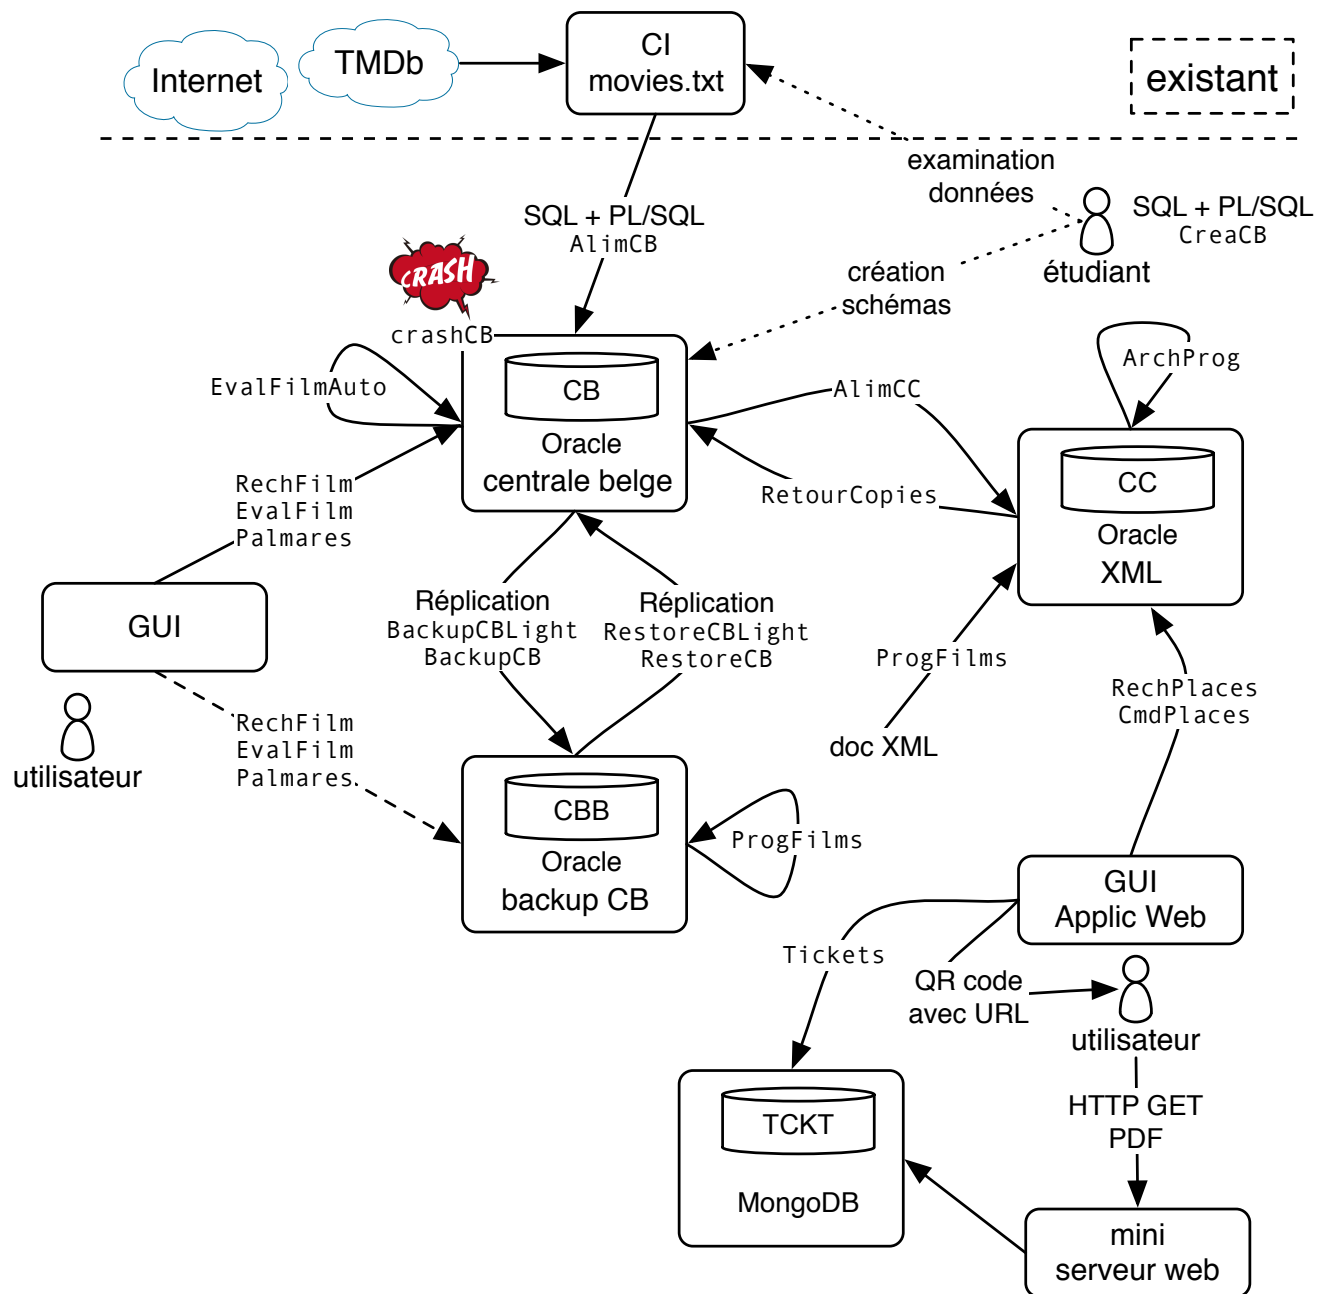 Internet
TMDb
CI
movies.txt
existant
examination
données
SQL + PL/SQL
AlimCB
SQL + PL/SQL
CreaCB
étudiant
création
schémas
CRASH
crashCB
CB
Oracle
centrale belge
EvalFilmAuto
AlimCC
ArchProg
RetourCopies
CC
Oracle
XML
RechFilm
EvalFilm
Palmares
GUI
utilisateur
Réplication
BackupCBLight
BackupCB
Réplication
RestoreCBLight
RestoreCB
ProgFilms
doc XML
RechPlaces
CmdPlaces
RechFilm
EvalFilm
Palmares
CBB
Oracle
backup CB
ProgFilms
GUI
Applic Web
Tickets
QR code
avec URL
utilisateur
TCKT
MongoDB
HTTP GET
PDF
mini
serveur web